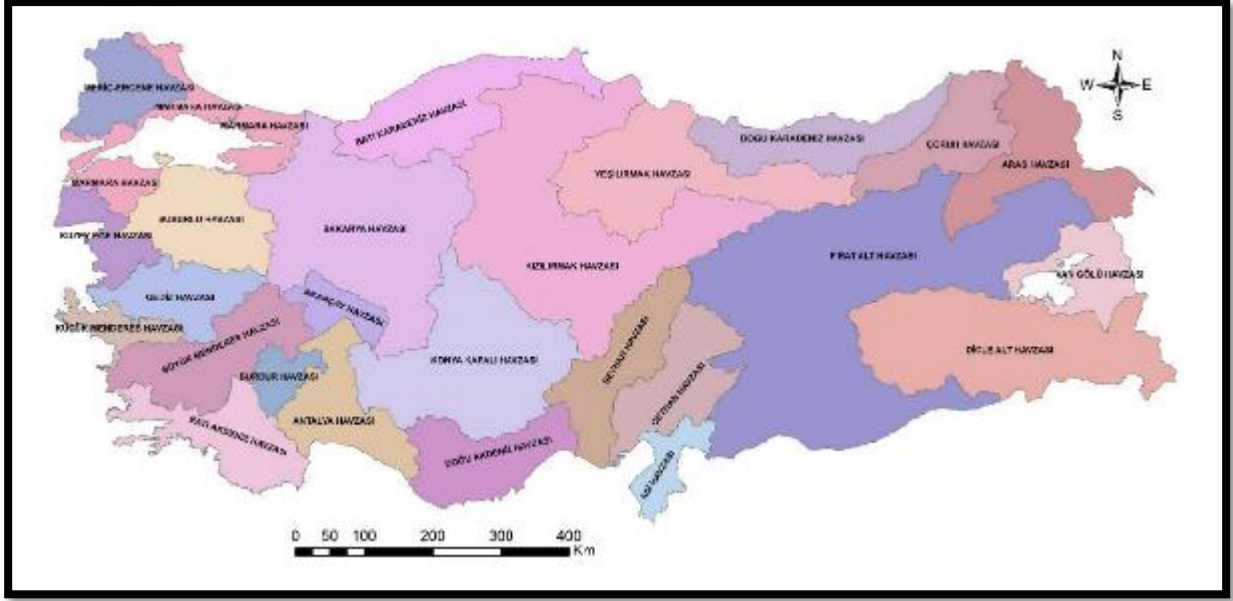 N
W E
S
MERİÇ-ERGENE HAVZASI
MARMARA HAVZASI
MARMARA HAVZASI
BATI KARADENİZ HAVZASI
DOĞU KARADENİZ HAVZASI
ÇORUH HAVZASI
ARAS HAVZASI
YEŞİLIRMAK HAVZASI
MARMARA HAVZASI
SUSURLU HAVZASI
SAKARYA HAVZASI
KUZEY EGE HAVZASI
KIZILIRMAK HAVZASI
FIRAT ALT HAVZASI
VAN GÖLÜ HAVZASI
GEDİZ HAVZASI
AKARÇAY HAVZASI
KÜÇÜK MENDERES HAVZASI
BÜYÜK MENDERES HAVZASI
KONYA KAPALI HAVZASI
SEYHAN HAVZASI
DİCLE ALT HAVZASI
BURDUR HAVZASI
CEYHAN HAVZASI
ANTALYA HAVZASI
BATI AKDENİZ HAVZASI
DOĞU AKDENİZ HAVZASI
ASİ HAVZASI
0 50 100 200 300 400
Km